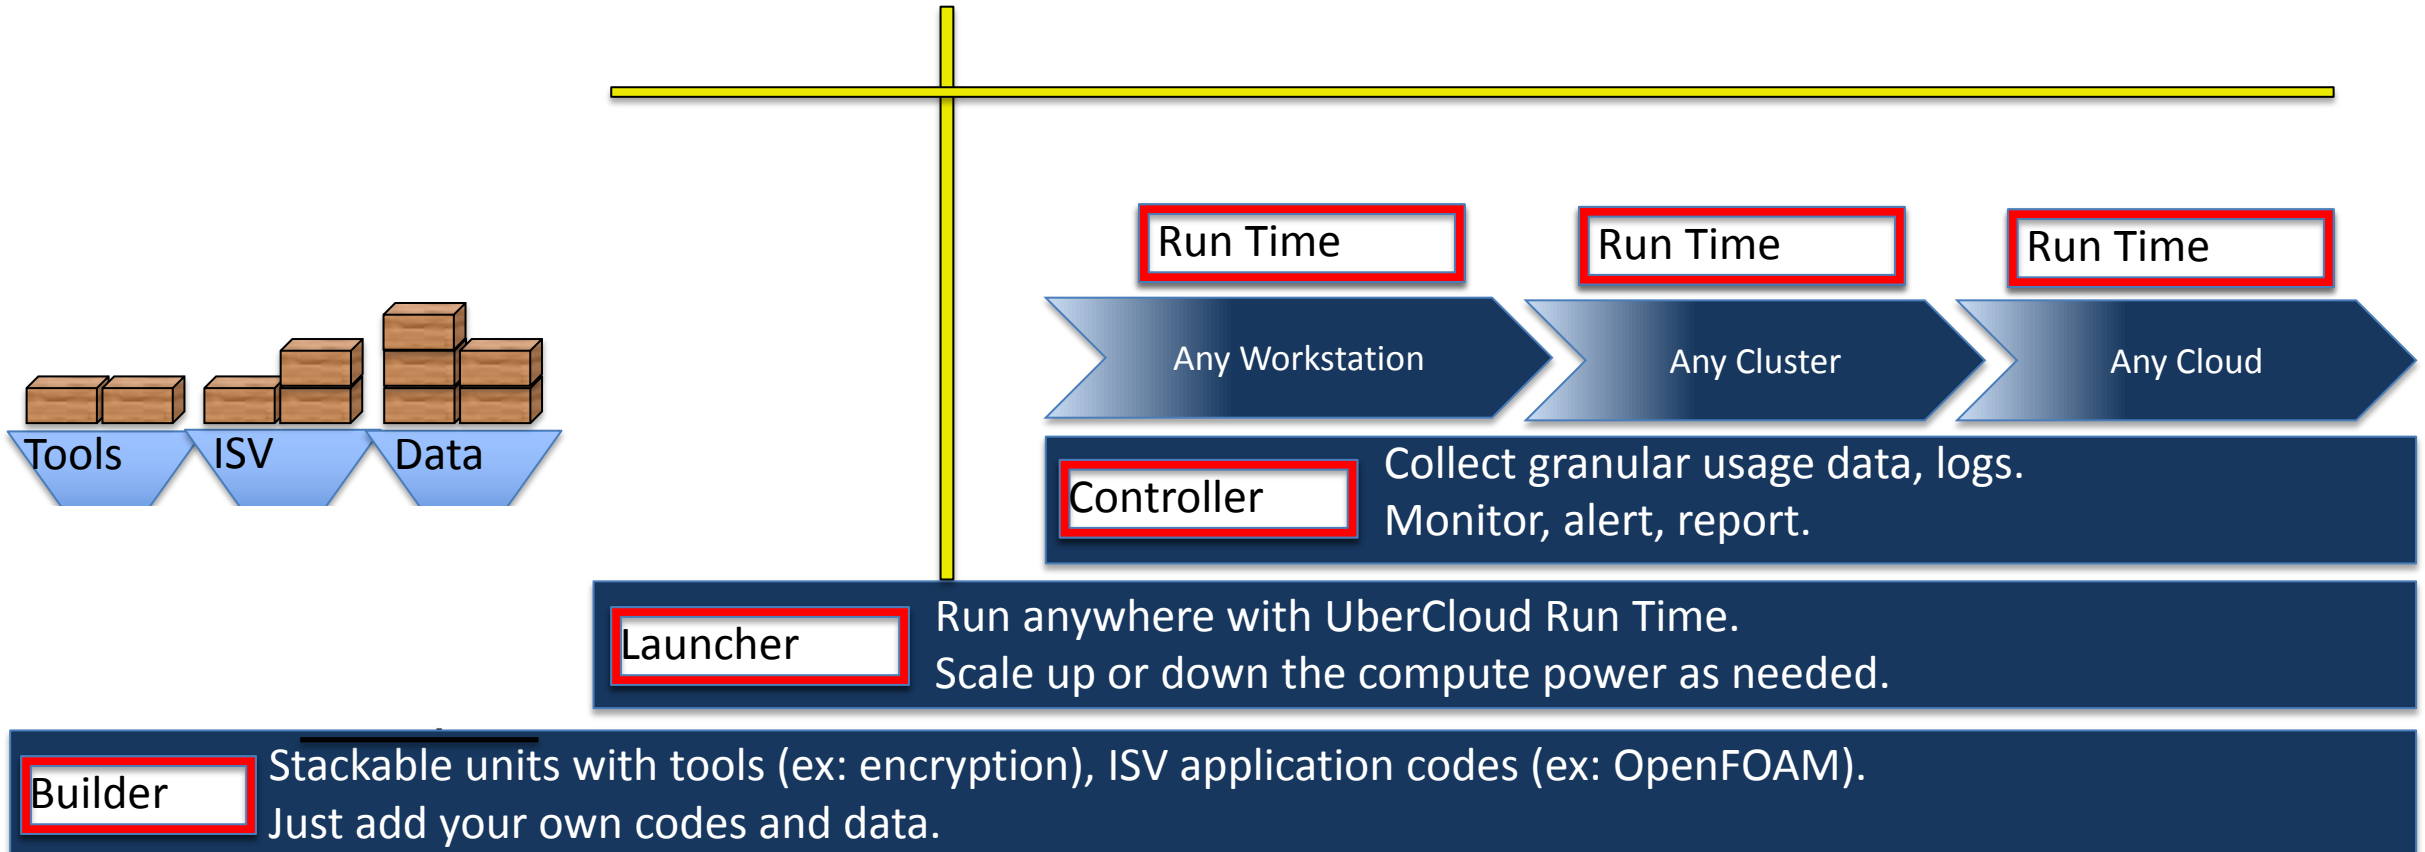 Run Time
Run Time
Run Time
Any Workstation
Any Cluster
Any Cloud
Tools
ISV
Data
Controller
Collect granular usage data, logs.
Monitor, alert, report.
Launcher
Run anywhere with UberCloud Run Time.
Scale up or down the compute power as needed.
Builder
Stackable units with tools (ex: encryption), ISV application codes (ex: OpenFOAM).
Just add your own codes and data.